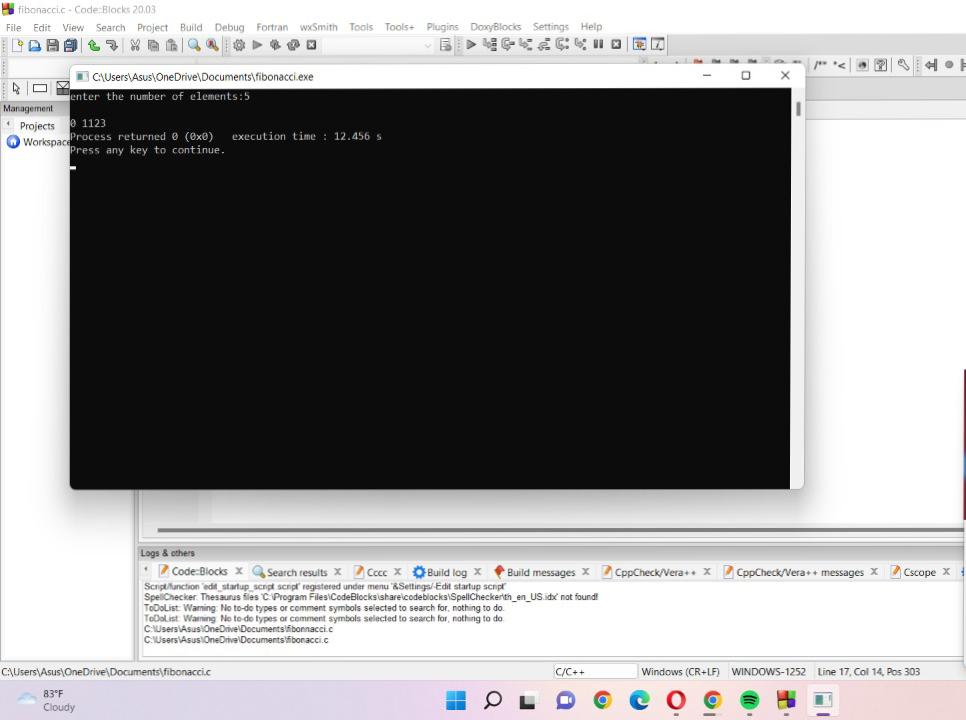 fibonacci.c - Code::Blocks 20.03
File Edit View Search Project Build Debug Fortran wxSmith Tools Tools+ Plugins DoxyBlocks Settings Help
C:\Users\Asus\OneDrive\Documents\fibonacci.exe
enter the number of elements:5
0 1123
Process returned 0 (0x0) execution time : 12.456 s
Press any key to continue.
Management
Projects
Workspace
Logs & others
Code::Blocks Search results Cccc Build log Build messages CppCheck/Vera++ CppCheck/Vera++ messages Cscope
Script/function 'edit_startup_script.script' registered under menu '&Settings/-Edit startup script'
SpellChecker: Thesaurus files 'C:\Program Files\CodeBlocks\share\codeblocks\SpellChecker\th_en_US.idx' not found!
ToDoList: Warning: No to-do types or comment symbols selected to search for, nothing to do.
ToDoList: Warning: No to-do types or comment symbols selected to search for, nothing to do.
C:\Users\Asus\OneDrive\Documents\fibonnacci.c
C:\Users\Asus\OneDrive\Documents\fibonacci.c
C:\Users\Asus\OneDrive\Documents\fibonacci.c C/C++ Windows (CR+LF) WINDOWS-1252 Line 17, Col 14, Pos 303
83°F
Cloudy